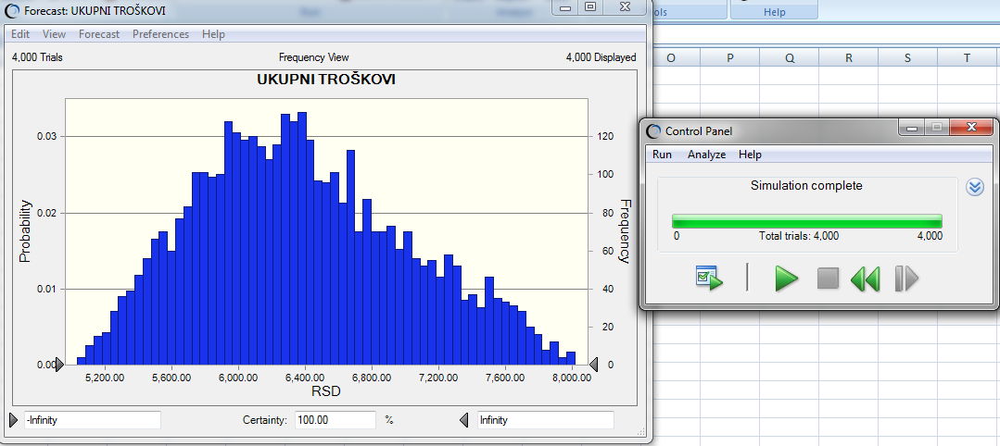 Forecast: UKUPNI TROŠKOVI
Edit View Forecast Preferences Help
4,000 Trials Frequency View 4,000 Displayed
UKUPNI TROŠKOVI
Probability
0.03
0.02
0.01
0.00
120
100
80
60
40
20
0
Frequency
5,200.00 5,600.00 6,000.00 6,400.00 6,800.00 7,200.00 7,600.00 8,000.00
RSD
-Infinity Certainty: 100.00 % Infinity
Help
O P Q R S T
Control Panel
Run Analyze Help
Simulation complete
0 Total trials: 4,000 4,000